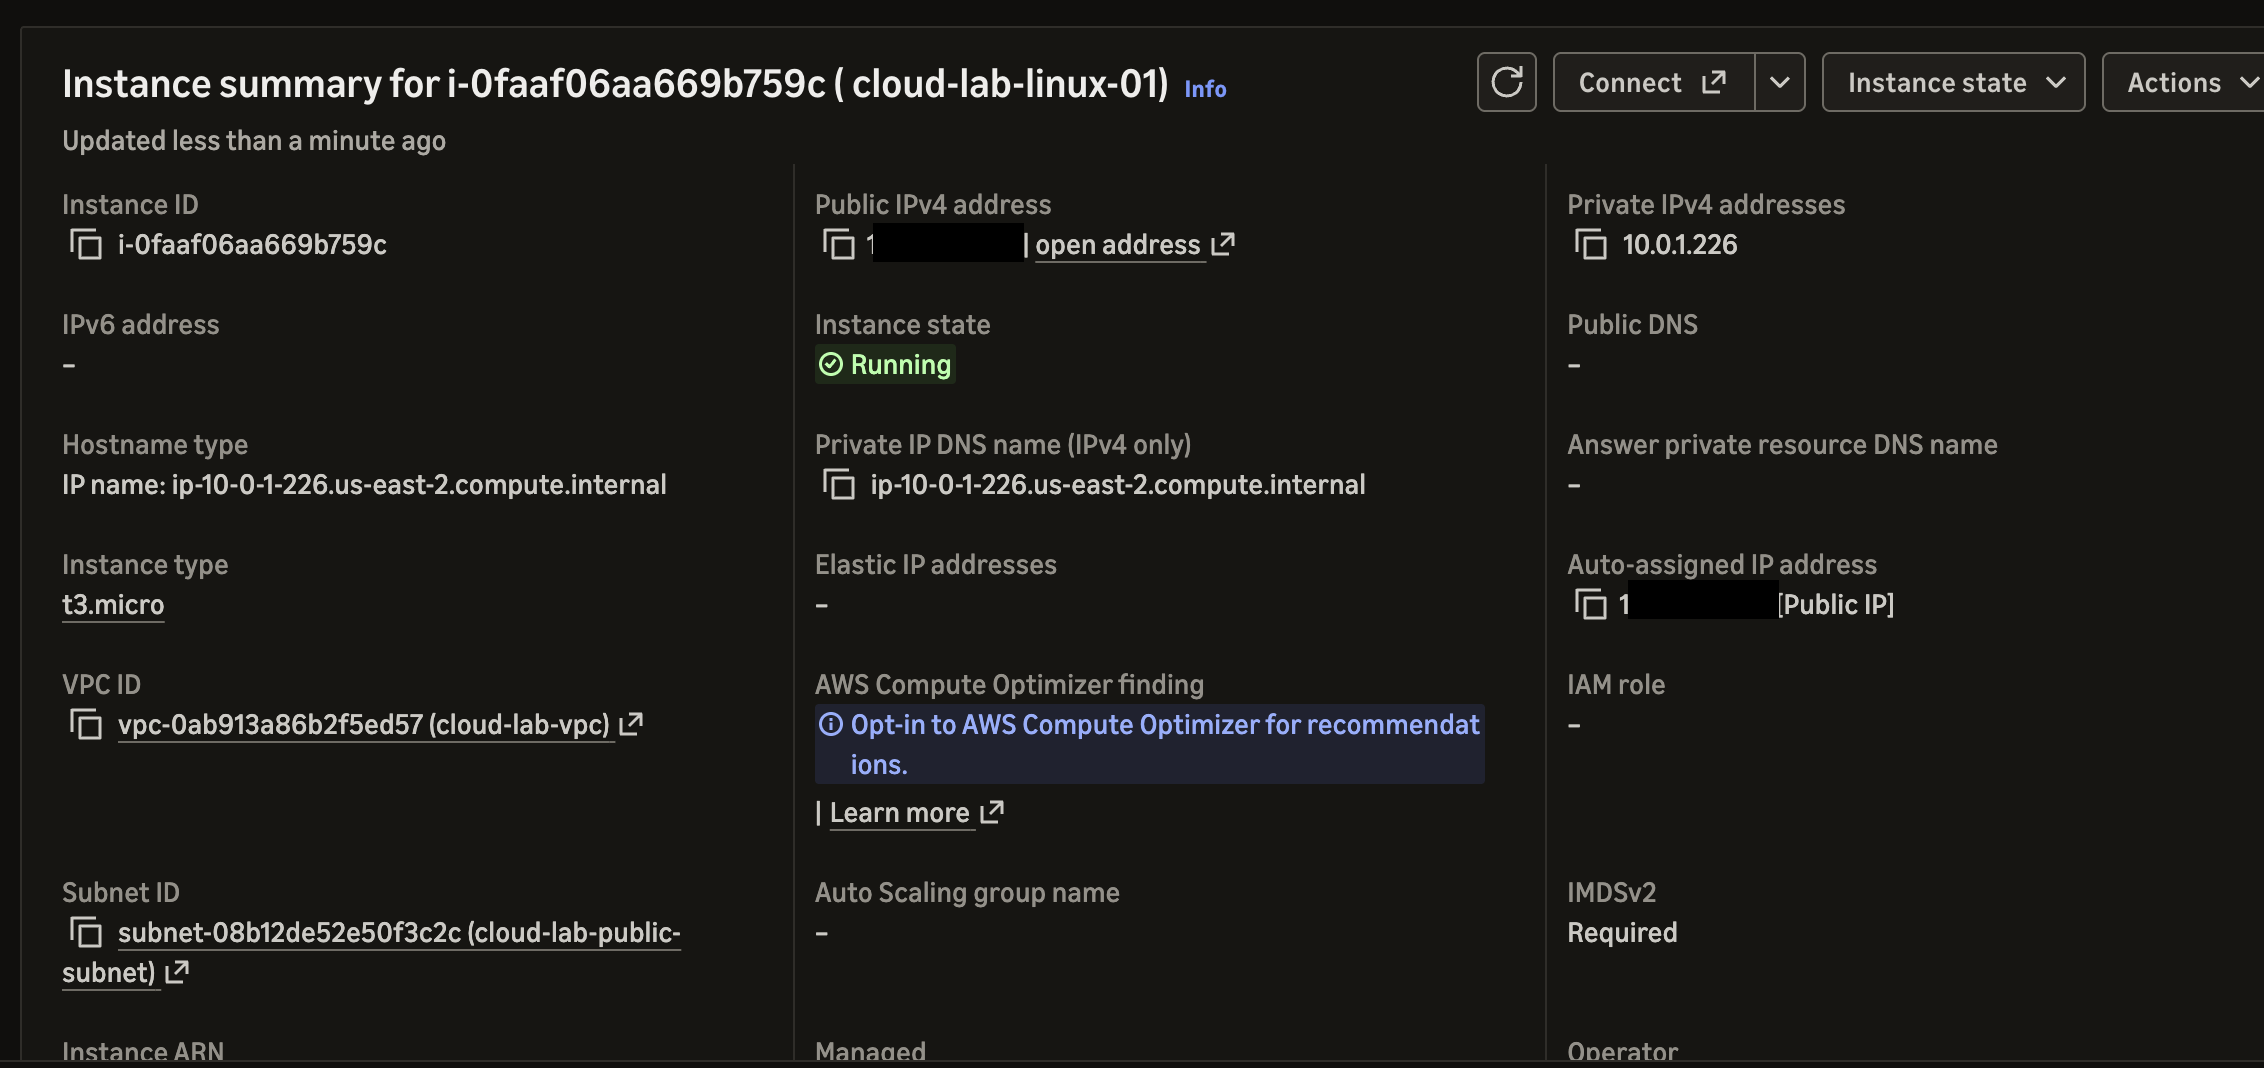 Instance summary for i-0faaf06aa669b759c ( cloud-lab-linux-01) Info
Connect
Instance state
Actions
Updated less than a minute ago
Instance ID
i-0faaf06aa669b759c
Public IPv4 address
1 | open address
Private IPv4 addresses
10.0.1.226
IPv6 address
–
Instance state
Running
Public DNS
–
Hostname type
IP name: ip-10-0-1-226.us-east-2.compute.internal
Private IP DNS name (IPv4 only)
ip-10-0-1-226.us-east-2.compute.internal
Answer private resource DNS name
–
Instance type
t3.micro
Elastic IP addresses
–
Auto-assigned IP address
1 [Public IP]
VPC ID
vpc-0ab913a86b2f5ed57 (cloud-lab-vpc)
AWS Compute Optimizer finding
Opt-in to AWS Compute Optimizer for recommendat
ions.
| Learn more
IAM role
–
Subnet ID
subnet-08b12de52e50f3c2c (cloud-lab-public-
subnet)
Auto Scaling group name
–
IMDSv2
Required
Instance ARN
Managed
Operator